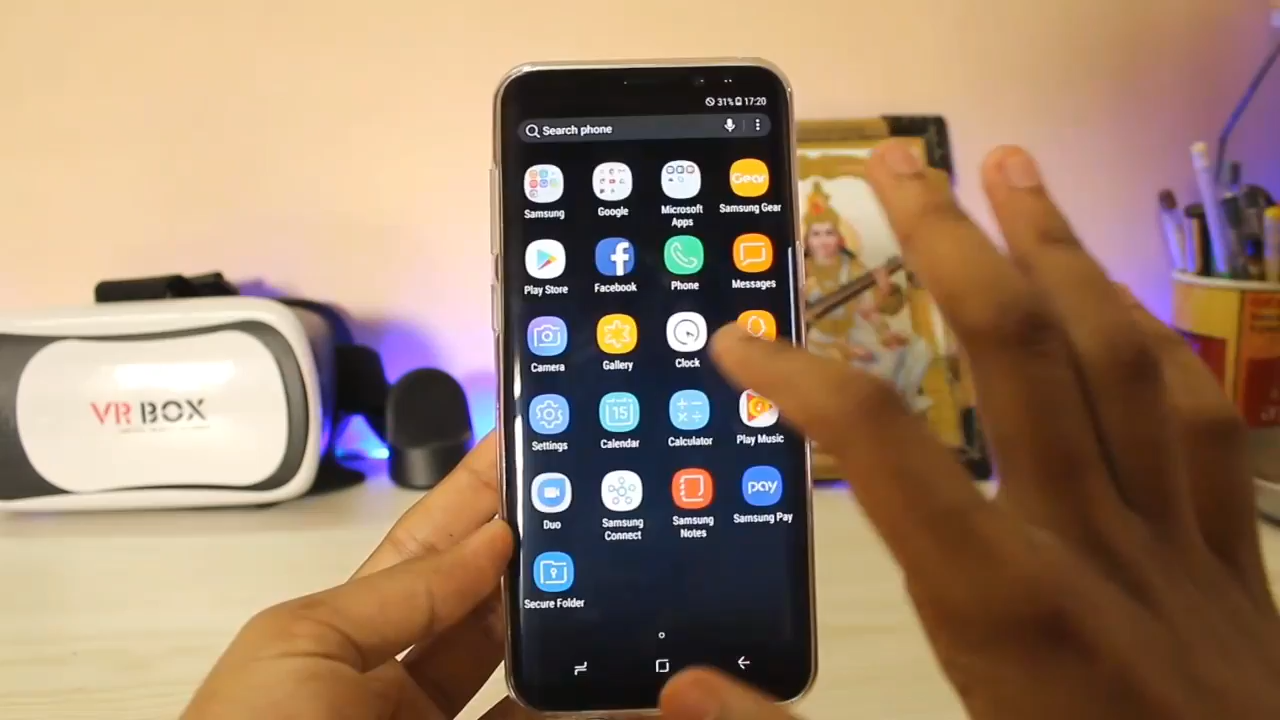 31% 17:20
Search phone
Samsung
Google
Microsoft
Apps
Gear
Samsung Gear
Play Store
Facebook
Phone
Messages
Camera
Gallery
Clock
Settings
15
Calendar
Calculator
Play Music
Duo
Samsung
Connect
Samsung
Notes
pay
Samsung Pay
Secure Folder
VR BOX